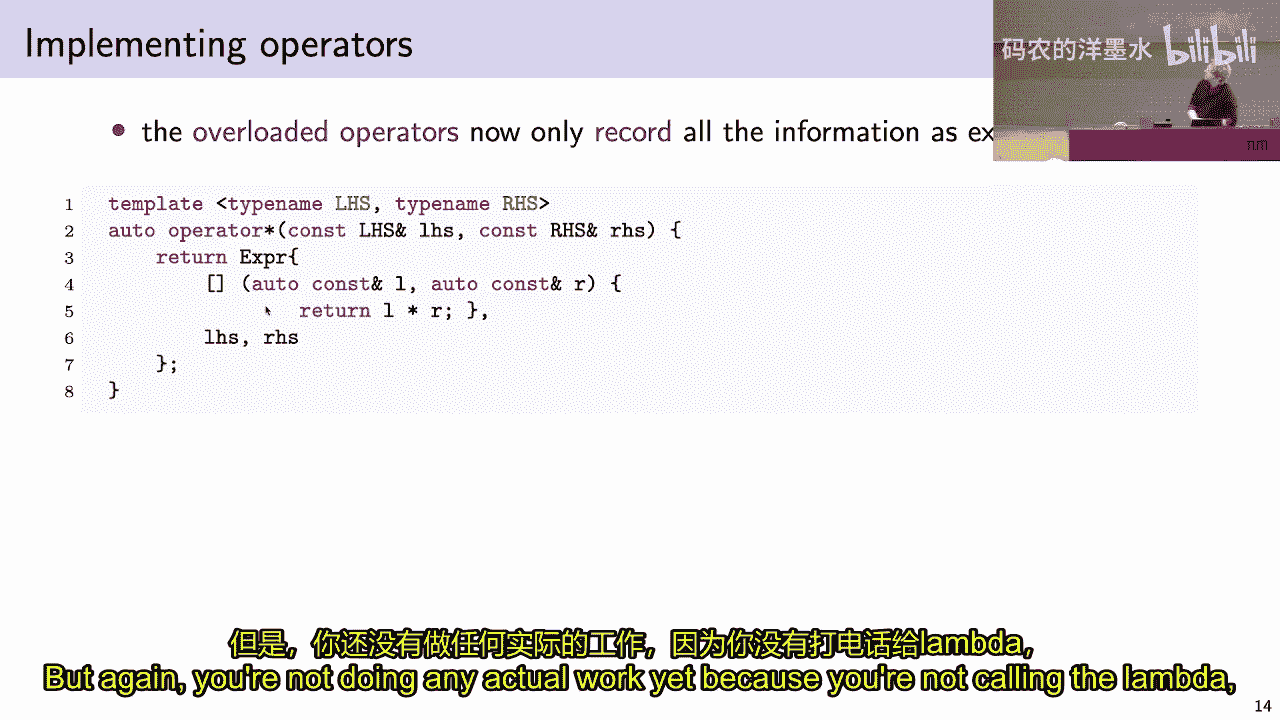 Implementing operators
码农的洋墨水 bilibili
• the overloaded operators now only record all the information as ex
nm
1 template <typename LHS, typename RHS>
2 auto operator*(const LHS& lhs, const RHS& rhs) {
3 return Expr{
4 [] (auto const& l, auto const& r) {
5 return l * r; },
6 lhs, rhs
7 };
8 }
但是，你还没有做任何实际的工作，因为你没有打电话给lambda，
But again, you're not doing any actual work yet because you're not calling the lambda,
14